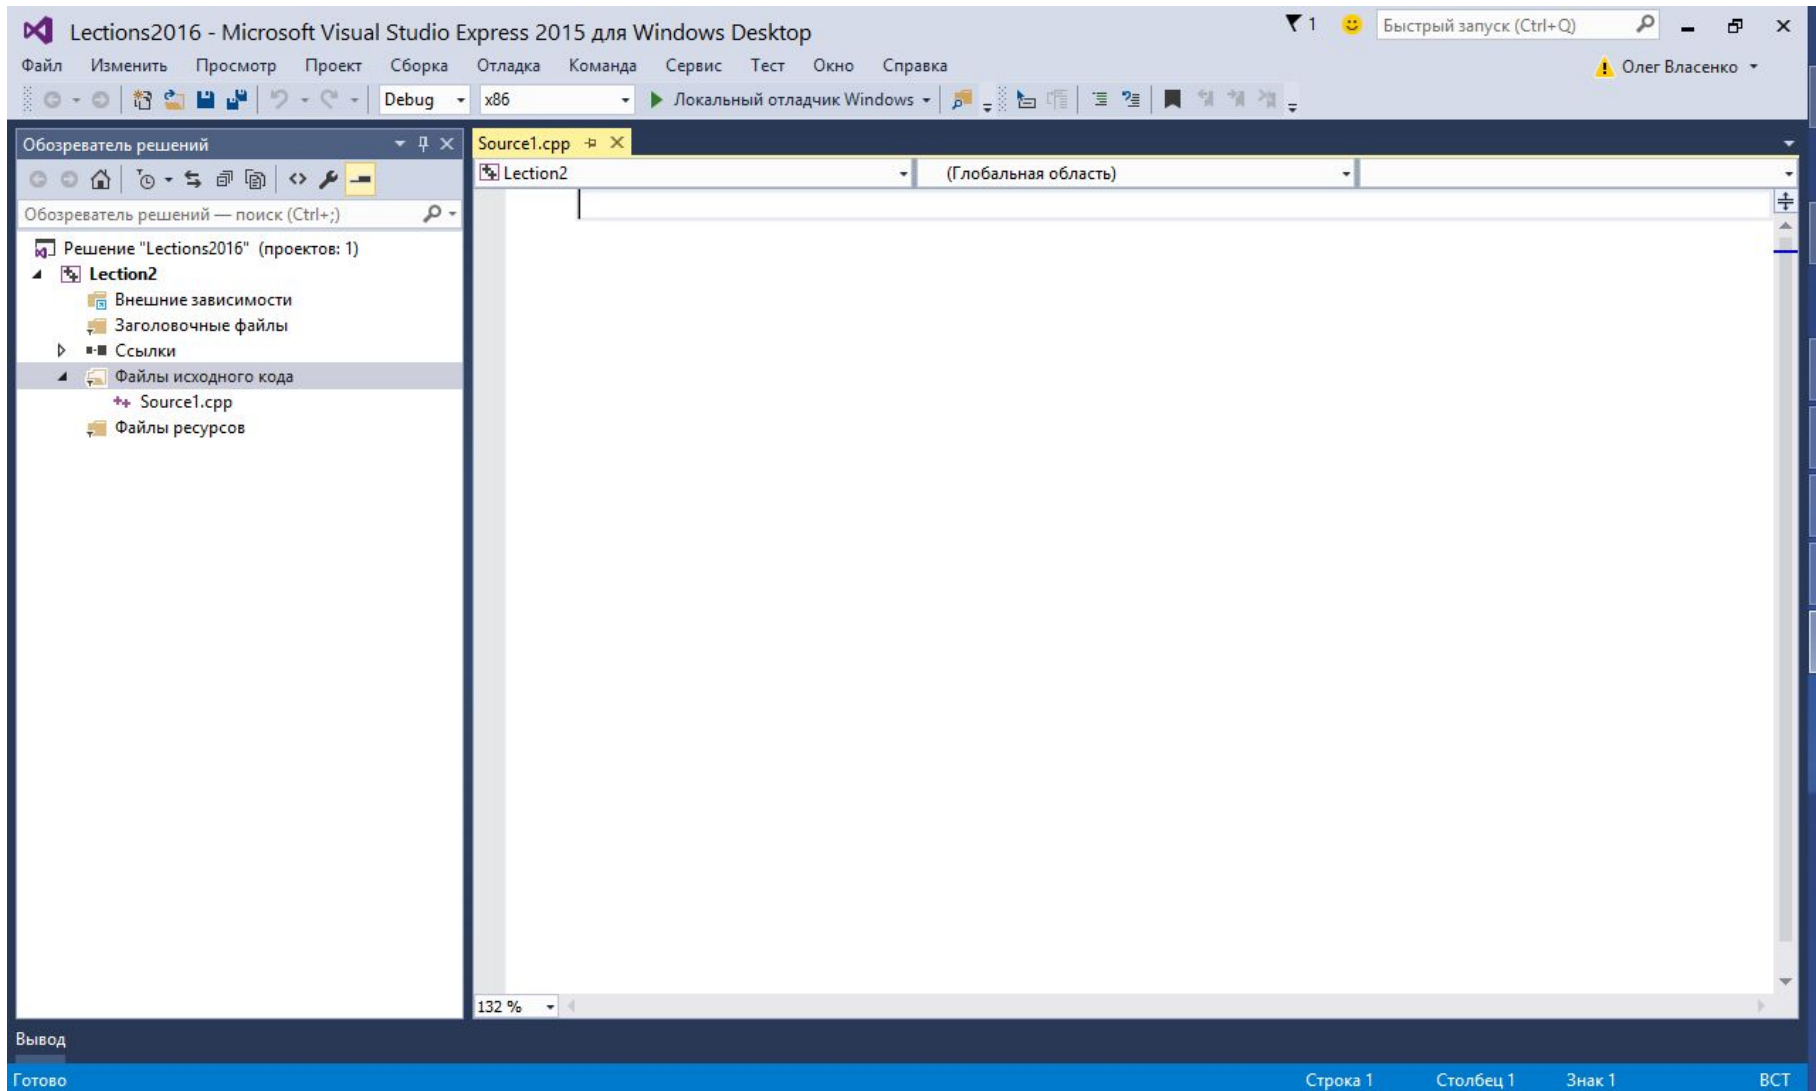 Lections2016 - Microsoft Visual Studio Express 2015 для Windows Desktop
1
Быстрый запуск (Ctrl+Q)
Файл Изменить Просмотр Проект Сборка Отладка Команда Сервис Тест Окно Справка
Олег Власенко
Debug x86 Локальный отладчик Windows
Обозреватель решений
Source1.cpp
Lection2 (Глобальная область)
Обозреватель решений — поиск (Ctrl+;)
Решение "Lections2016" (проектов: 1)
Lection2
Внешние зависимости
Заголовочные файлы
Ссылки
Файлы исходного кода
Source1.cpp
Файлы ресурсов
132 %
Вывод
Готово Строка 1 Столбец 1 Знак 1 ВСТ